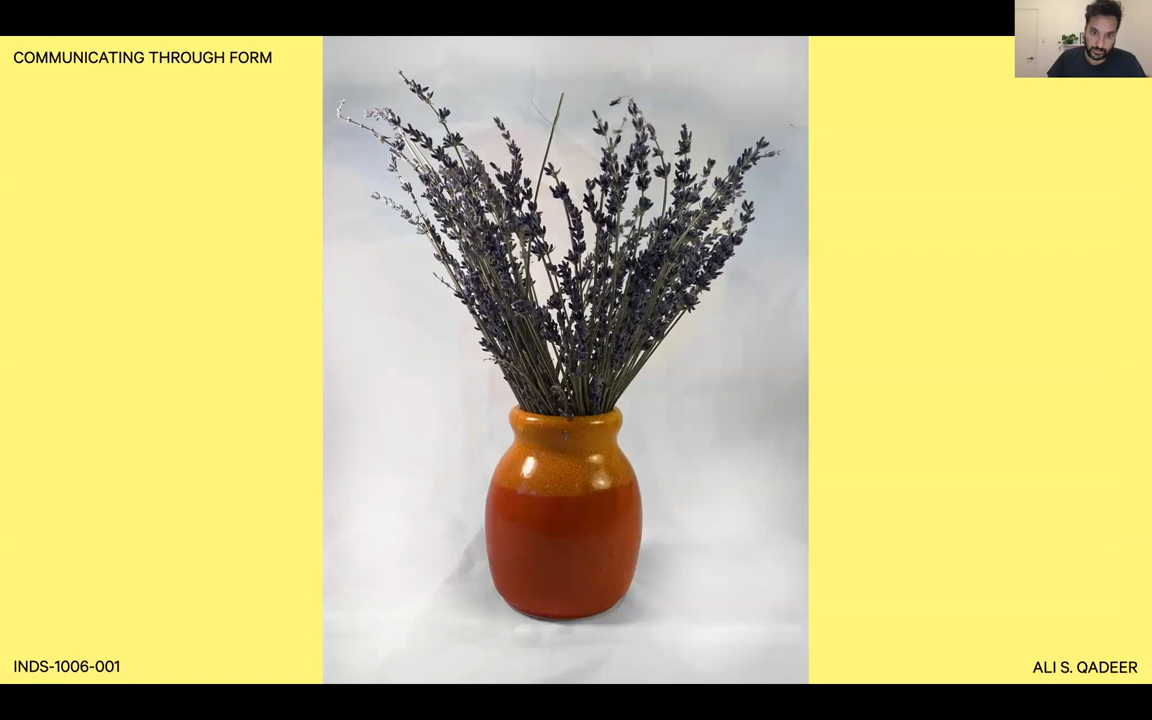 COMMUNICATING THROUGH FORM
INDS-1006-001
ALI S. QADEER